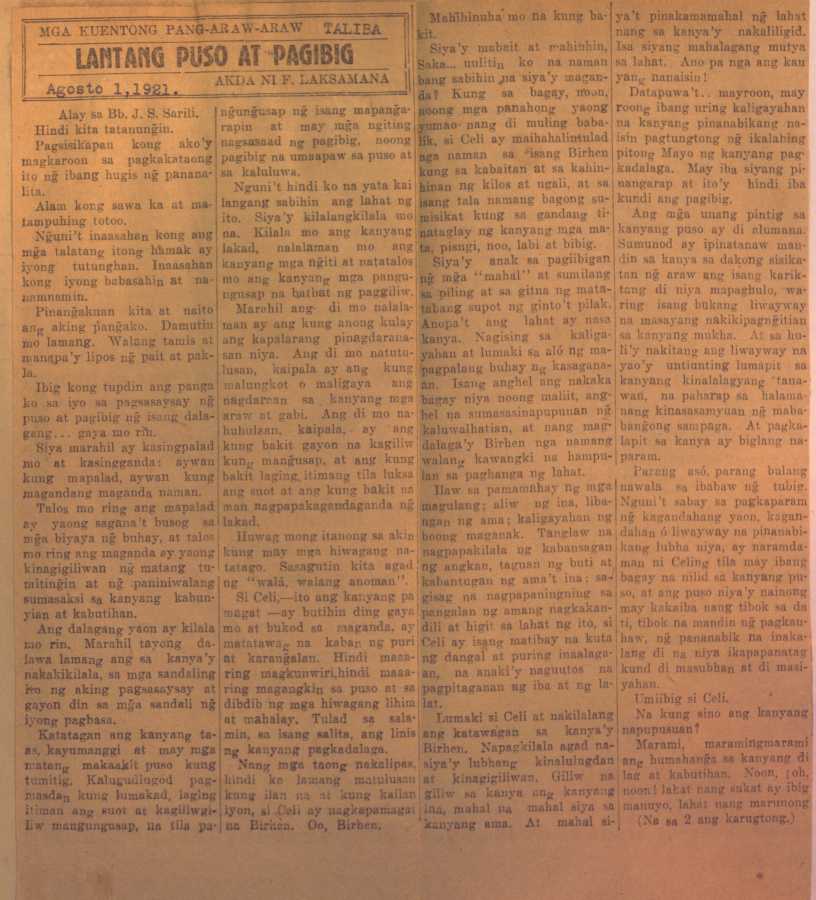 MGA KUENTONG PANG-ARAW-ARAW TALIBA
LANTANG PUSO AT PAGIBIG
Agosto 1,1921.
AKDA NI F. LAKSAMANA
Alay sa Bb. J. S. Sarili.
Hindi kita tatanuñgin.
Pagsisikapan kong ako'y
magkaroon sa pagkakataong
ito ng̃ ibang hugis ng̃ panana-
lita.
Alam kong sawa ka at ma-
tampuhing totoo.
Nğuni't inaasahan kong ang
mğa talatang itong hamak ay
iyong tutunghan. Inaasahan
kong iyong babasahin at na-
namnamin.
Pinanğakuan kita at naito
ang aking panğako. Damutin
mo lamang. Walang tamis at
manapa'y lipos ng̃ pait at pak-
la.
Ibig kong tupdin ang panga
ko sa iyo sa pagsasaysay ng̃
puso at pagibig ng̃ isang dala-
gang... gaya mo rin.
Siya marahil ay kasingpalad
mo at kasingganda; aywan
kung mapalad, aywan kung
magandang maganda naman.
Talos mo ring ang mapalad
ay yaong sagana't busog sa
mğa biyaya ng̃ buhay, at talos
mo ring ang maganda ay yaong
kinagigiliwan ng̃ matang tu-
mitinğin at ng̃ paniniwalang
sumasaksi sa kanyang kabun-
yian at kabutihan.
Ang dalagang yaon ay kilala
mo rin. Marahil tayong da-
lawa lamang ang sa kanya'y
nakakikilala, sa mga sandaling
ito ng aking pagsasaysay at
gayon din sa mğa sandali ng̃
iyong pagbasa.
Katatagan ang kanyang ta-
as, kayumanggi at may mga
matang makaakit puso kung
tumitig. Kalugudlugod pag-
masdan kung lumakad, laging
itiman ang suot at kagiliwgi-
liw mangungusap, na tila pa-
nğunğusap ng̃ isang mapanğa-
rapin at may mğa ngiting
nagsasaad ng pagibig, noong
pagibig na umaapaw sa puso at
sa kaluluwa.
Nguni't hindi ko na yata kai
langang sabihin ang lahat ng
ito. Siya'y kilalangkilala mo
na. Kilala mo ang kanyang
lakad, nalalaman mo ang
kanyang mga nğiti at natatalos
mo ang kanyang mga pangu-
ngusap na batbat ng paggiliw.
Marehil ang di mo nalala-
man ay ang kung anong kulay
ang kapalarang pinagdarana-
san niya. Ang di mo natutu-
lusan, kaipala ay ang kung
malungkot o maligaya ang
nagdaraan sa kanyang mga
araw at gabi. Ang di mo na-
huhulaan, kaipala, ay ang
kung bakit gayon na kagiliw
kung manğusap, at ang kung
bakit laging itimang tila luksa
ang suot at ang kung bakit na
man nagpapakagandaganda ng̃
lakad.
Huwag mong itanong sa akin
kung may mga hiwagang na-
tatago. Sasagutin kita agad
ng "walâ, walang anoman".
Si Celi,—ito ang kanyang pa
magat —ay butihin ding gaya
mo at bukod sa maganda, ay
matatawag na kaban ng puri
at karanğalan. Hindi maaa-
ring magkunwiri,hindi maaa-
ring magangkin sa puso at sa
dibdib ng mga hiwagang lihim
at mahalay. Tulad sa sala-
min, sa isang salita, ang linis
ng kanyang pagkadalaga.
Nang mga taong nakalipas,
hindi ko lamang matulusan
kung ilan na at kung kailan
iyon, si Celi ay nagkapamagat
na Birhen. Oo, Birhen.
Mahihinuha mo na kung ba-
kit.
Siya'y mabait at mahinhin,
Saka... uulitin ko na naman
bang sabihin na siya'y magan-
da? Kung sa bagay, noon,
noong mga panahong yaong
yumao nang di muling baba-
lik, si Celi ay maihahalintulad
nga naman sa isang Birhen
kung sa kabaitan at sa kahin-
hinan ng kilos at ugali, at sa
isang tala namang bagong su-
misikat kung sa gandang ti-
nataglay ng kanyang mga ma-
ta, pisngi, noo, labi at bibig.
Siya'y anak sa pagiibigan
ng̃ mğa "mahal" at sumilang
sa piling at sa gitna ng mata-
tabang supot ng ginto't pilak.
Anopa't ang lahat ay nasa
kanya. Nagising sa kaliga-
yahan at lumaki sa aló ng̃ ma-
pagpalang buhay ng kasagana-
an. Isang anghel ang nakaka
bagay niya noong maliit, ang-
hel na sumasasinapupunan ng̃
kaluwalhatian, at nang mag-
dalaga'y Birhen nga namang
walang kawangki na hampu-
lan sa paghanga ng lahat.
Ilaw sa pamamahay ng mga
magulang; aliw ng ina, liba-
ngan ng ama; kaligayahan ng
boong maganak. Tanglaw na
nagpapakilala ng kabansagan
ng angkan, taguan ng buti at
kabantugan ng ama't ina; sa-
gisag na nagpapaningning sa
pangalan ng amang nagkakan-
dili at higit sa lahat ng ito, si
Celi ay isang matibay na kuta
ng dangal at puring inaalaga-
an, na anaki'y naguutos na
pagpitaganan ng iba at ng la-
lat.
Lumaki si Celi at nakilalang
ang katawagan sa kanya'y
Birhen. Napagkilala agad na-
siya'y lubhang kinalulugdan
at kinagigiliwan. Giliw na
giliw sa kanya ang kanyang
ina, mahal na mahal siya sa
kanyang ama. At mahal si-
ya't pinakamamahal ng̃ lahat
nang sa kanya'y nakaliligid.
Isa siyang mahalagang mutya
sa lahat. Ano pa nga ang kau
yang nanaisin!
Datapuwa't.. mayroon, may
roong ibang uring kaligayahan
na kanyang pinanabikang na-
isin pagtungtong ng̃ ikalabing
pitong Mayo ng kanyang pag-
kadalaga. May iba siyang pi-
nangarap at ito'y hindi iba
kundi ang pagibig.
Ang mğa unang pintig sa
kanyang puso ay di alumana.
Sumunod ay ipinatanaw man-
din sa kanya sa dakong sisika-
tan ng̃ araw ang isang karik-
tang di niya mapaghulo, wa-
ring isang bukang liwayway
na masayang nakikipagnğitian
sa kanyang mukha. At sa hu-
li'y nakitang ang liwayway na
yao'y untiunting lumapit sa
kanyang kinalalagyang tana-
wan, na paharap sa halama-
nang kinasasamyuan ng̃ maba-
banğong sampaga. At pagka-
lapit sa kanya ay biglang na-
param.
Parang asó, parang bulang
nawala sa ibabaw ng̃ tubig.
Nguni't sabay sa pagkaparam
ng̃ kagandahang yaon, kagan-
dahan ó liwayway na pinanabi-
kang lubha niya, ay naramda-
man ni Celing tila may ibang
bagay na nilid sa kanyang pu-
so, at ang puso niya'y nainong
may kakaiba nang tibok sa da
ti, tibok na mandin ng̃ pagkau-
haw, ng̃ pananabik na inaka-
lang di na niya ikapapanatag
kund di masubhan at di masi-
yahan.
Umiibig si Celi.
Na kung sino ang kanyang
napupusuan?
Marami, maramingmarami
ang humahanğa sa kanyang di
lag at kabutihan. Noon, ¡oh,
noon! lahat nang sukat ay ibig
manuyo, lahat nang marunong
(Na sa 2 ang karugtong.)